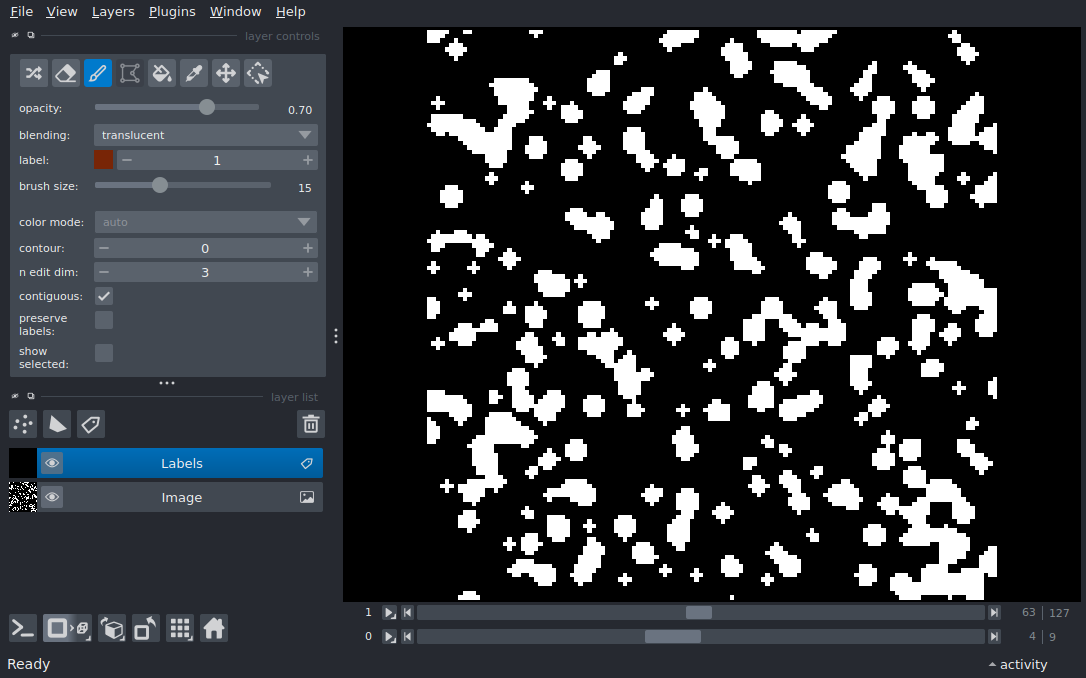 File View Layers Plugins Window Help
layer controls
opacity: 0.70
blending: translucent
label: 1
brush size: 15
color mode: auto
contour: 0
n edit dim: 3
contiguous:
preserve
labels:
show
selected:
layer list
Labels
Image
1 63 127
0 4 9
Ready activity